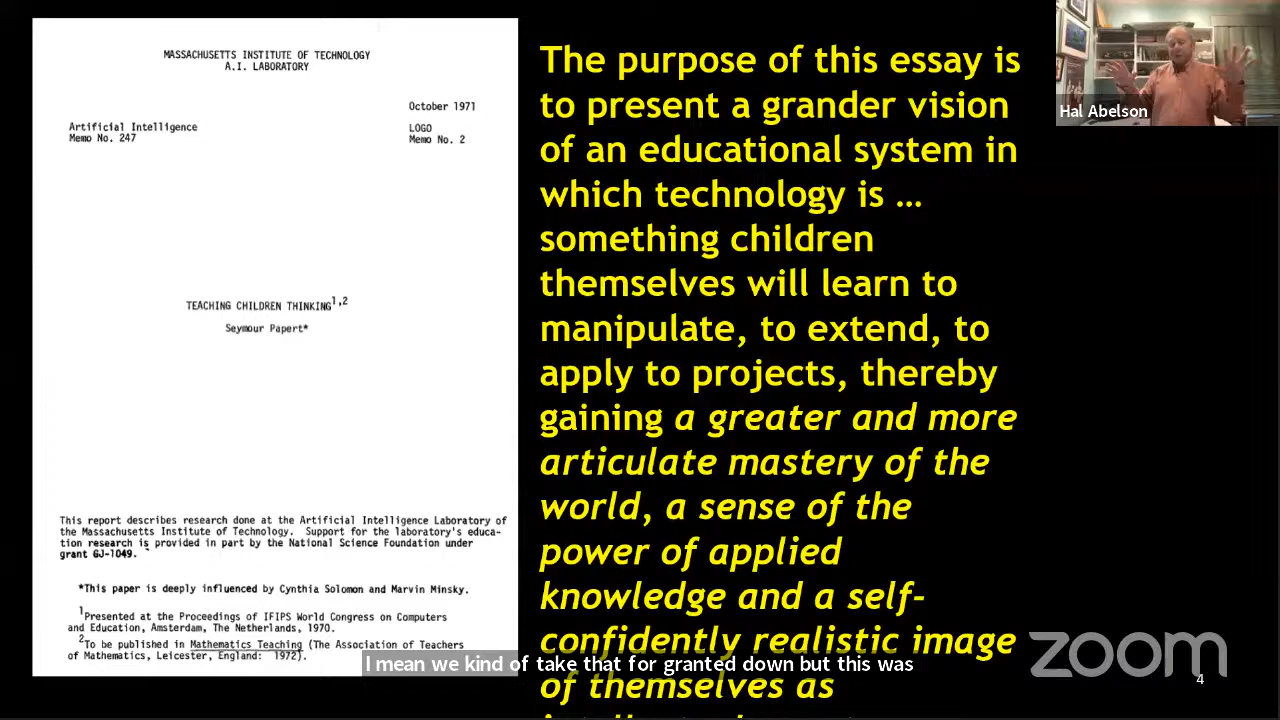 MASSACHUSETTS INSTITUTE OF TECHNOLOGY
A.I. LABORATORY
October 1971
Artificial Intelligence
Memo No. 247
LOGO
Memo No. 2
TEACHING CHILDREN THINKING1,2
Seymour Papert*
This report describes research done at the Artificial Intelligence Laboratory of
the Massachusetts Institute of Technology. Support for the laboratory's educa-
tion research is provided in part by the National Science Foundation under
grant GJ-1049.
*This paper is deeply influenced by Cynthia Solomon and Marvin Minsky.
1Presented at the Proceedings of IFIPS World Congress on Computers
and Education, Amsterdam, The Netherlands, 1970.
2To be published in Mathematics Teaching (The Association of Teachers
of Mathematics, Leicester, England: 1972).
The purpose of this essay is
to present a grander vision
of an educational system in
which technology is …
something children
themselves will learn to
manipulate, to extend, to
apply to projects, thereby
gaining a greater and more
articulate mastery of the
world, a sense of the
power of applied
knowledge and a self-
confidently realistic image
of themselves as
Hal Abelson
I mean we kind of take that for granted down but this was
zoom
4